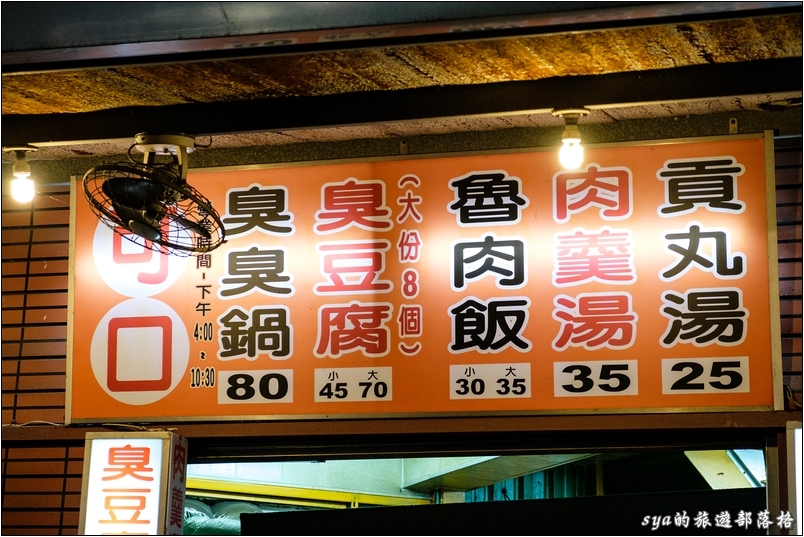 貢丸湯
25
肉羹湯
35
魯肉飯
小 大
30 35
臭豆腐
(大份8個)
小 大
45 70
臭臭鍋
80
時間-下午4:00~10:30
可口
臭豆
肉羹
sya的旅遊部落格